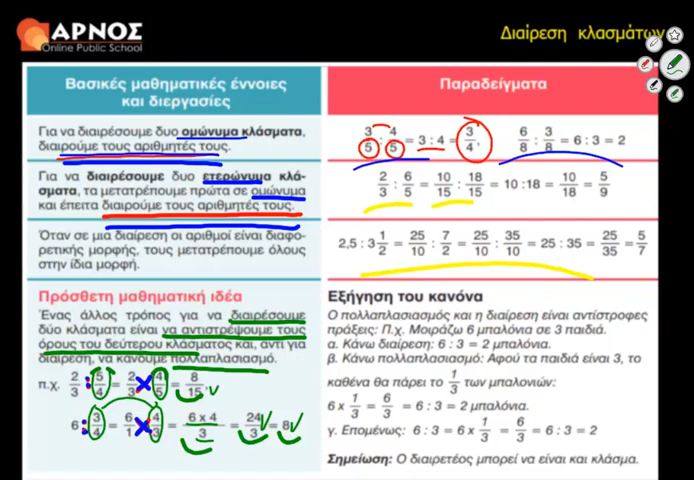 ΑΡΝΟΣ
Online Public School
Διαίρεση κλασμάτων
Βασικές μαθηματικές έννοιες
και διεργασίες
Παραδείγματα
Για να διαιρέσουμε δυο ομώνυμα κλάσματα,
διαιρούμε τους αριθμητές τους.
3/5 : 4/5 = 3 : 4 = 3/4, 6/8 : 3/8 = 6 : 3 = 2
Για να διαιρέσουμε δυο ετερώνυμα κλά-
σματα, τα μετατρέπουμε πρώτα σε ομώνυμα
και έπειτα διαιρούμε τους αριθμητές τους.
2/3 : 6/5 = 10/15 : 18/15 = 10 : 18 = 10/18 = 5/9
Όταν σε μια διαίρεση οι αριθμοί είναι διαφο-
ρετικής μορφής, τους μετατρέπουμε όλους
στην ίδια μορφή.
2,5 : 3 1/2 = 25/10 : 7/2 = 25/10 : 35/10 = 25 : 35 = 25/35 = 5/7
Πρόσθετη μαθηματική ιδέα
Ένας άλλος τρόπος για να διαιρέσουμε
δύο κλάσματα είναι να αντιστρέψουμε τους
όρους του δεύτερου κλάσματος και, αντί για
διαίρεση, να κάνουμε πολλαπλασιασμό.
π.χ. 2/3 : 5/4 = 2/3 x 4/5 = 8/15
6 : 3/4 = 6/1 x 4/3 = 6 x 4/3 = 24/3 = 8
Εξήγηση του κανόνα
Ο πολλαπλασιασμός και η διαίρεση είναι αντίστροφες
πράξεις: Π.χ. Μοιράζω 6 μπαλόνια σε 3 παιδιά.
α. Κάνω διαίρεση: 6 : 3 = 2 μπαλόνια.
β. Κάνω πολλαπλασιασμό: Αφού τα παιδιά είναι 3, το
καθένα θα πάρει το 1/3 των μπαλονιών:
6 x 1/3 = 6/3 = 6 : 3 = 2 μπαλόνια.
γ. Επομένως: 6 : 3 = 6 x 1/3 = 6/3 = 6 : 3 = 2
Σημείωση: Ο διαιρετέος μπορεί να είναι και κλάσμα.